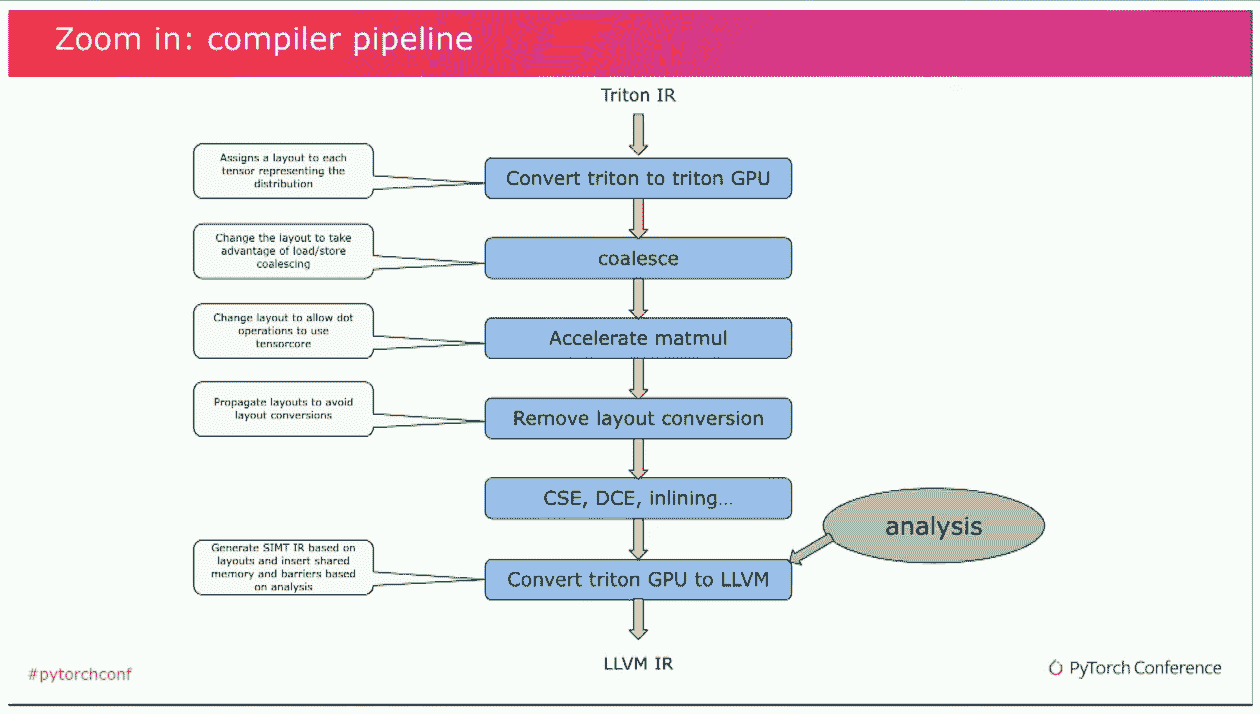 Zoom in: compiler pipeline
Triton IR
Assigns a layout to each
tensor representing the
distribution
Convert triton to triton GPU
Change the layout to take
advantage of load/store
coalescing
coalesce
Change layout to allow dot
operations to use
tensorcore
Accelerate matmul
Propagate layouts to avoid
layout conversions
Remove layout conversion
CSE, DCE, inlining...
analysis
Generate SIMT IR based on
layouts and insert shared
memory and barriers based
on analysis
Convert triton GPU to LLVM
LLVM IR
#pytorchconf
PyTorch Conference